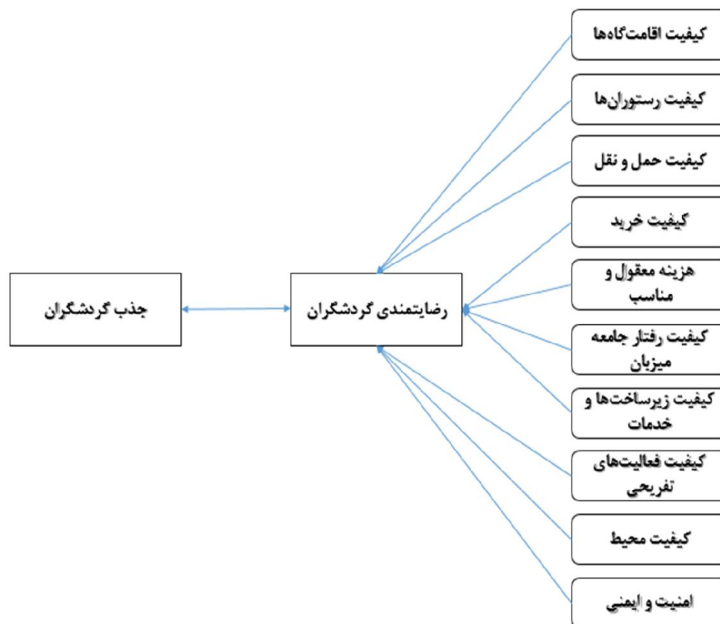 کیفیت اقامت‌گاه‌ها
کیفیت رستوران‌ها
کیفیت حمل و نقل
کیفیت خرید
هزینه معقول و
مناسب
کیفیت رفتار جامعه
میزبان
کیفیت زیرساخت‌ها و
خدمات
کیفیت فعالیت‌های
تفریحی
کیفیت محیط
امنیت و ایمنی
رضایتمندی گردشگران
جذب گردشگران